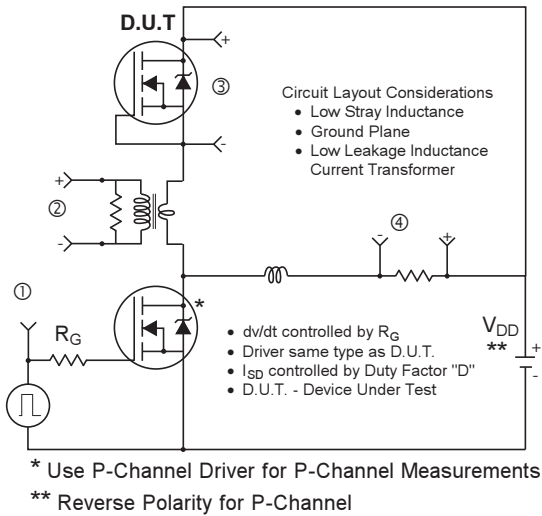 D.U.T
+
③
-
Circuit Layout Considerations
• Low Stray Inductance
• Ground Plane
• Low Leakage Inductance
Current Transformer
+
②
-
④
- +
①
RG
*
• dv/dt controlled by RG
• Driver same type as D.U.T.
• ISD controlled by Duty Factor "D"
• D.U.T. - Device Under Test
VDD
**
+
-
* Use P-Channel Driver for P-Channel Measurements
** Reverse Polarity for P-Channel